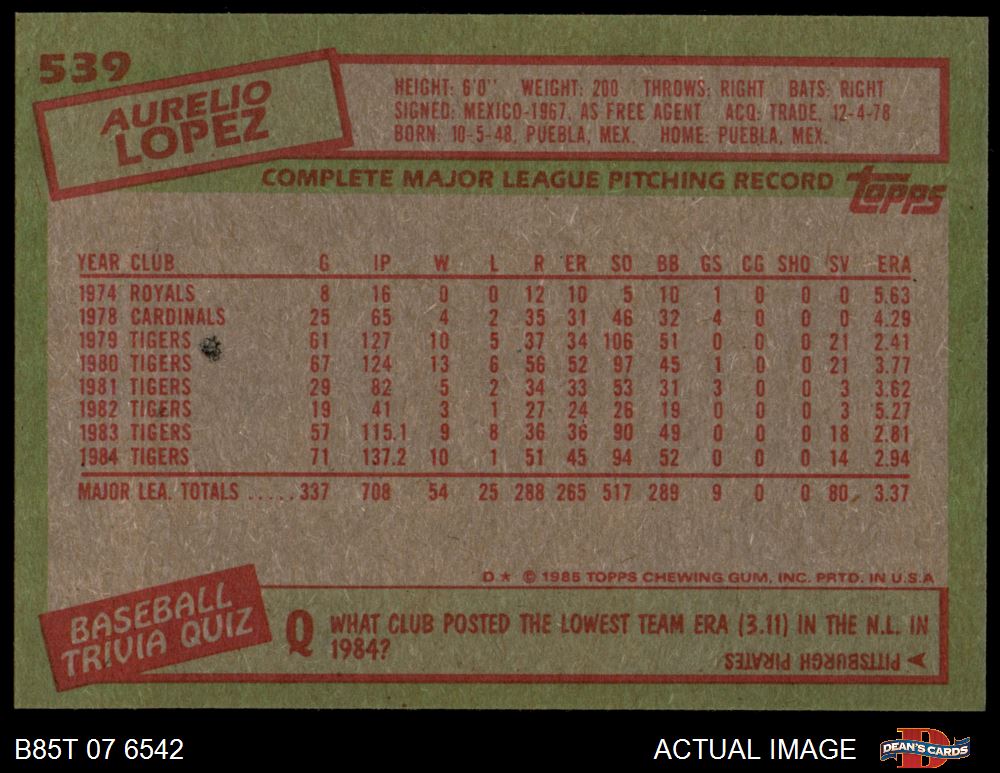 539
AURELIO
LOPEZ
HEIGHT: 6'0" WEIGHT: 200 THROWS: RIGHT BATS: RIGHT
SIGNED: MEXICO-1967, AS FREE AGENT ACQ: TRADE, 12-4-78
BORN: 10-5-48, PUEBLA, MEX. HOME: PUEBLA, MEX.
COMPLETE MAJOR LEAGUE PITCHING RECORD topps
YEAR CLUB G IP W L R ER SO BB GS CG SHO SV ERA
1974 ROYALS 8 16 0 0 12 10 5 10 1 0 0 0 5.63
1978 CARDINALS 25 65 4 2 35 31 46 32 4 0 0 0 4.29
1979 TIGERS 61 127 10 5 37 34 106 51 0 0 0 21 2.41
1980 TIGERS 67 124 13 6 56 52 97 45 1 0 0 21 3.77
1981 TIGERS 29 82 5 2 34 33 53 31 3 0 0 3 3.62
1982 TIGERS 19 41 3 1 27 24 26 19 0 0 0 3 5.27
1983 TIGERS 57 115.1 9 8 36 36 90 49 0 0 0 18 2.81
1984 TIGERS 71 137.2 10 1 51 45 94 52 0 0 0 14 2.94
MAJOR LEA. TOTALS ..... 337 708 54 25 288 265 517 289 9 0 0 80 3.37
D★ © 1985 TOPPS CHEWING GUM, INC. PRTD. IN U.S.A
BASEBALL
TRIVIA QUIZ
Q WHAT CLUB POSTED THE LOWEST TEAM ERA (3.11) IN THE N.L. IN
1984?
PITTSBURGH PIRATES
B85T 07 6542 ACTUAL IMAGE D DEAN'S CARDS